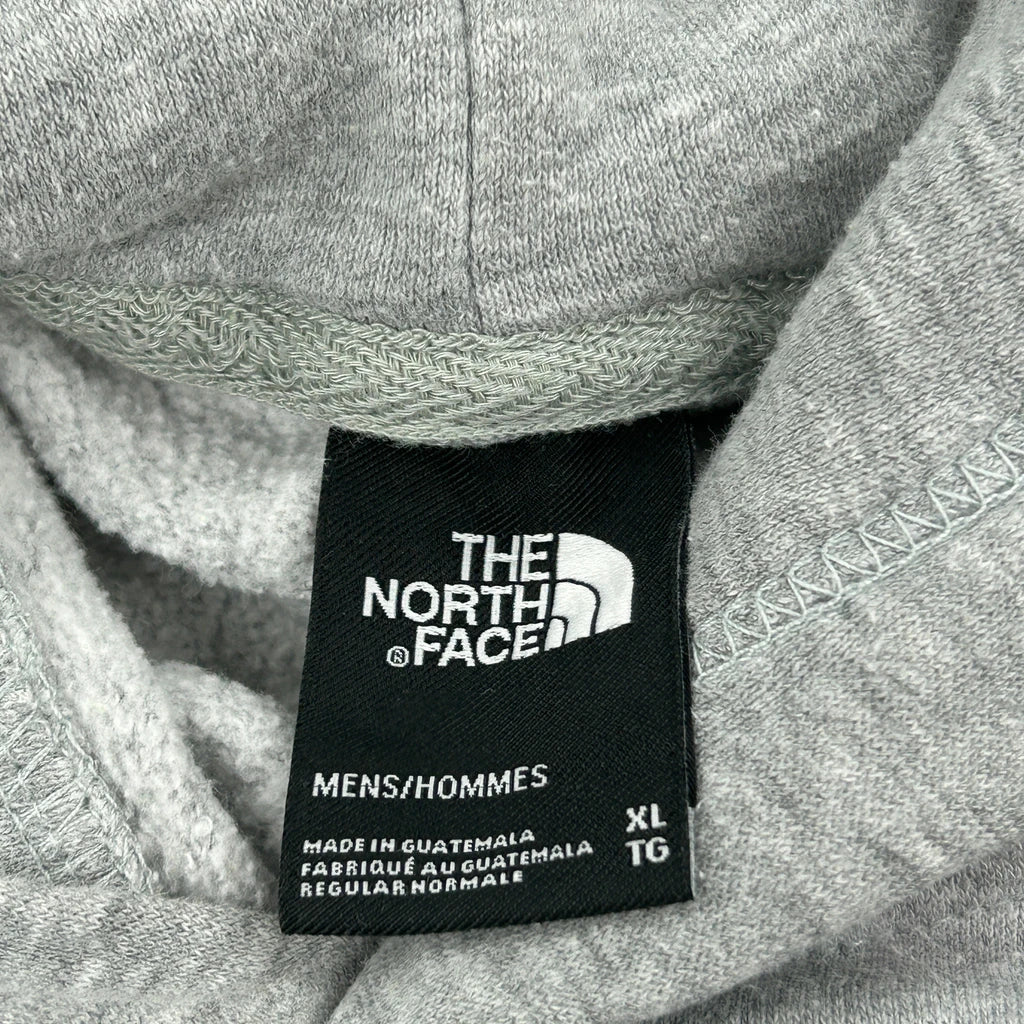 THE
NORTH
®FACE
MENS/HOMMES
XL
TG
MADE IN GUATEMALA
FABRIQUÉ AU GUATEMALA
REGULAR NORMALE